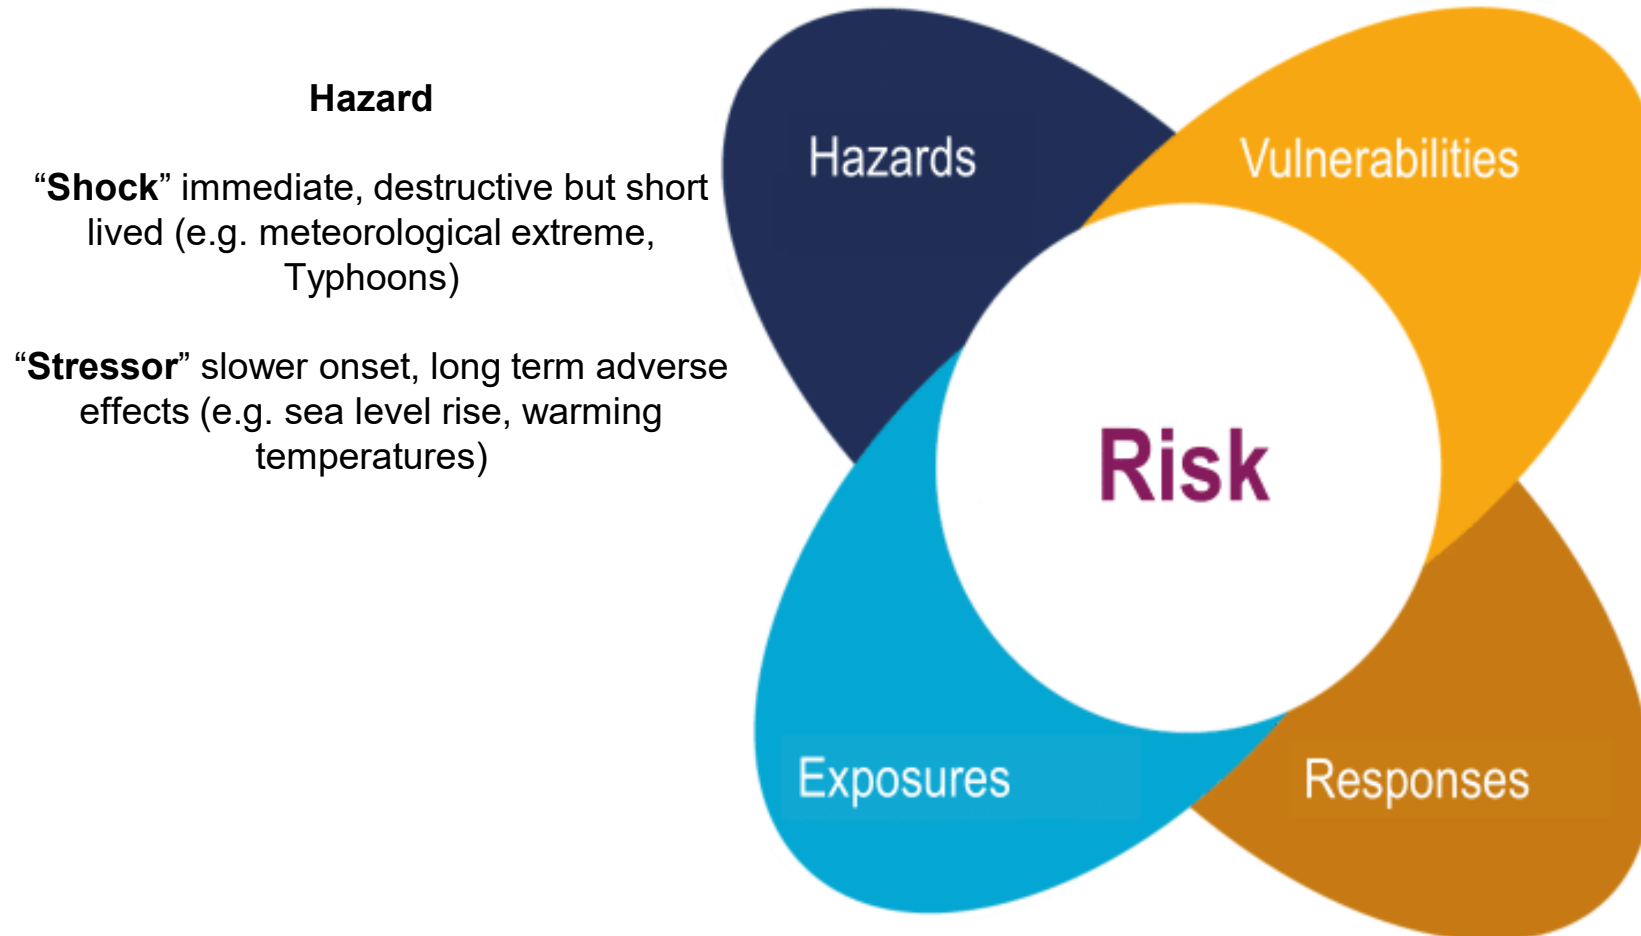 Hazard
“Shock” immediate, destructive but short
lived (e.g. meteorological extreme,
Typhoons)
“Stressor” slower onset, long term adverse
effects (e.g. sea level rise, warming
temperatures)
Hazards
Vulnerabilities
Risk
Exposures
Responses